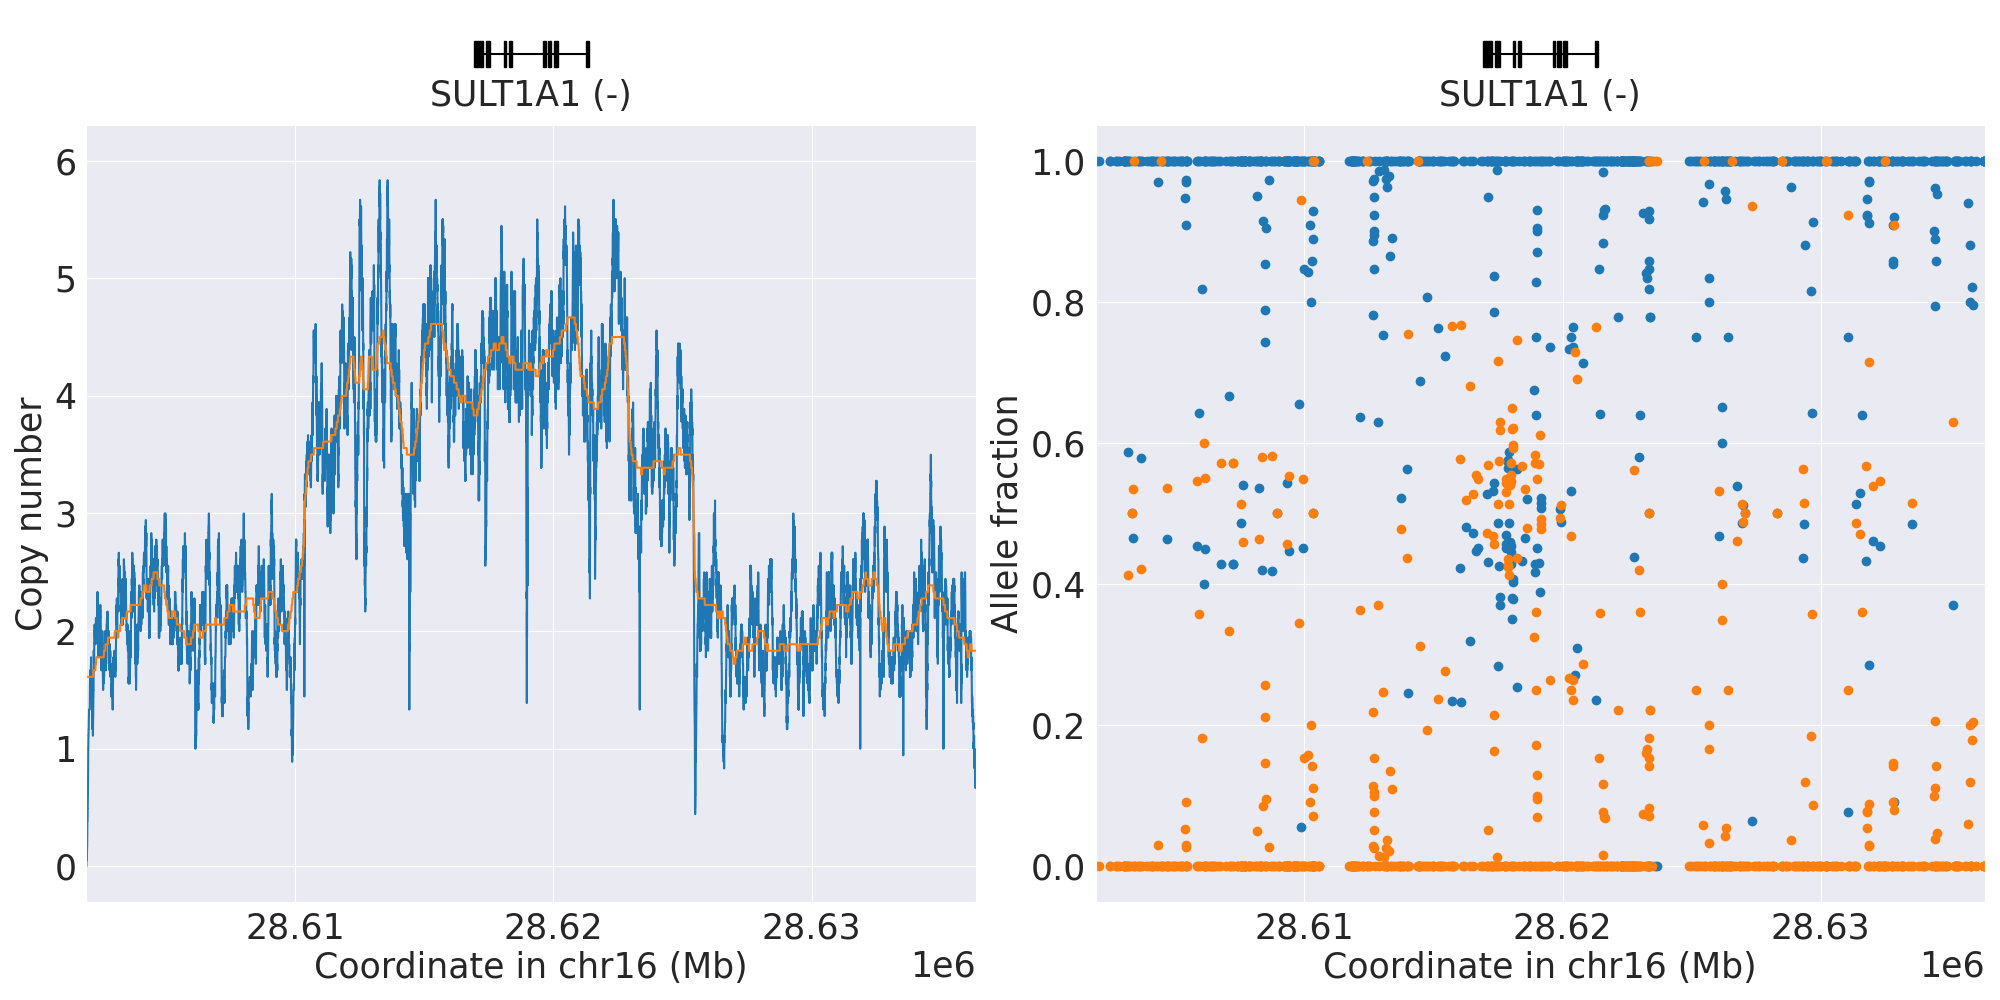 SULT1A1 (-)
6
5
4
3
2
1
0
Copy number
28.61
28.62
28.63
Coordinate in chr16 (Mb)
1e6
SULT1A1 (-)
1.0
0.8
0.6
0.4
0.2
0.0
Allele fraction
28.61
28.62
28.63
Coordinate in chr16 (Mb)
1e6